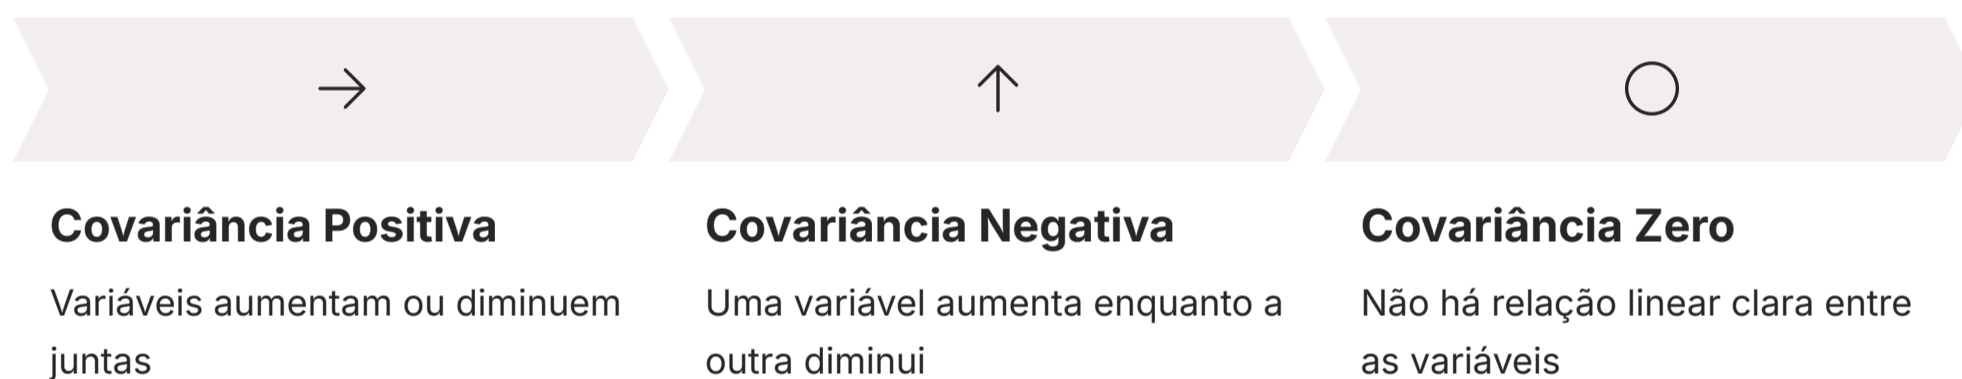 Covariância Positiva
Variáveis aumentam ou diminuem
juntas
Covariância Negativa
Uma variável aumenta enquanto a
outra diminui
Covariância Zero
Não há relação linear clara entre
as variáveis